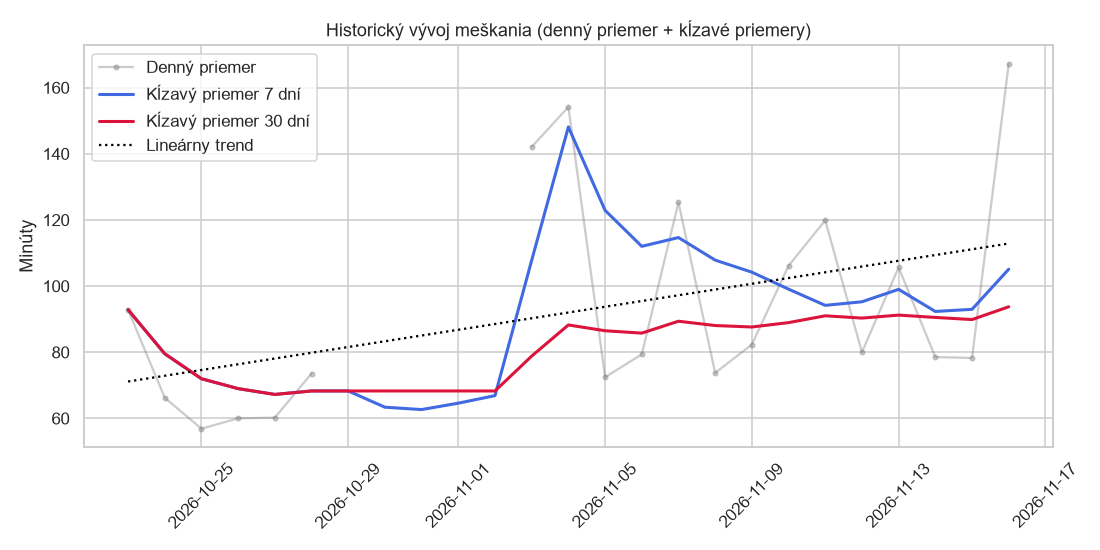 Historický vývoj meškania (denný priemer + kĺzavé priemery)
Denný priemer
Kĺzavý priemer 7 dní
Kĺzavý priemer 30 dní
Lineárny trend
Minúty
160
140
120
100
80
60
2026-10-25
2026-10-29
2026-11-01
2026-11-05
2026-11-09
2026-11-13
2026-11-17